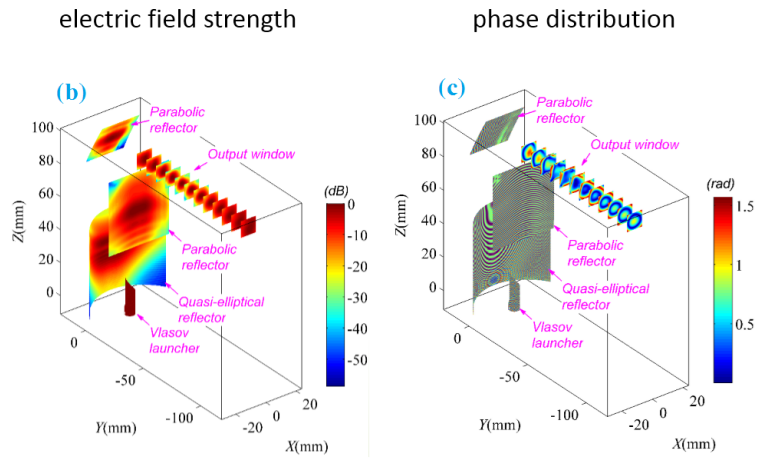 electric field strength
phase distribution
(b)
Parabolic
reflector
Output window
(dB)
0
-10
-20
-30
-40
-50
Parabolic
reflector
Quasi-elliptical
reflector
Vlasov
launcher
Z(mm)
100
80
60
40
20
0
0
-50
-100
Y(mm)
-20
0
20
X(mm)
(c)
Parabolic
reflector
Output window
(rad)
1.5
1
0.5
Parabolic
reflector
Quasi-elliptical
reflector
Vlasov
launcher
Z(mm)
100
80
60
40
20
0
0
-50
-100
Y(mm)
-20
0
20
X(mm)